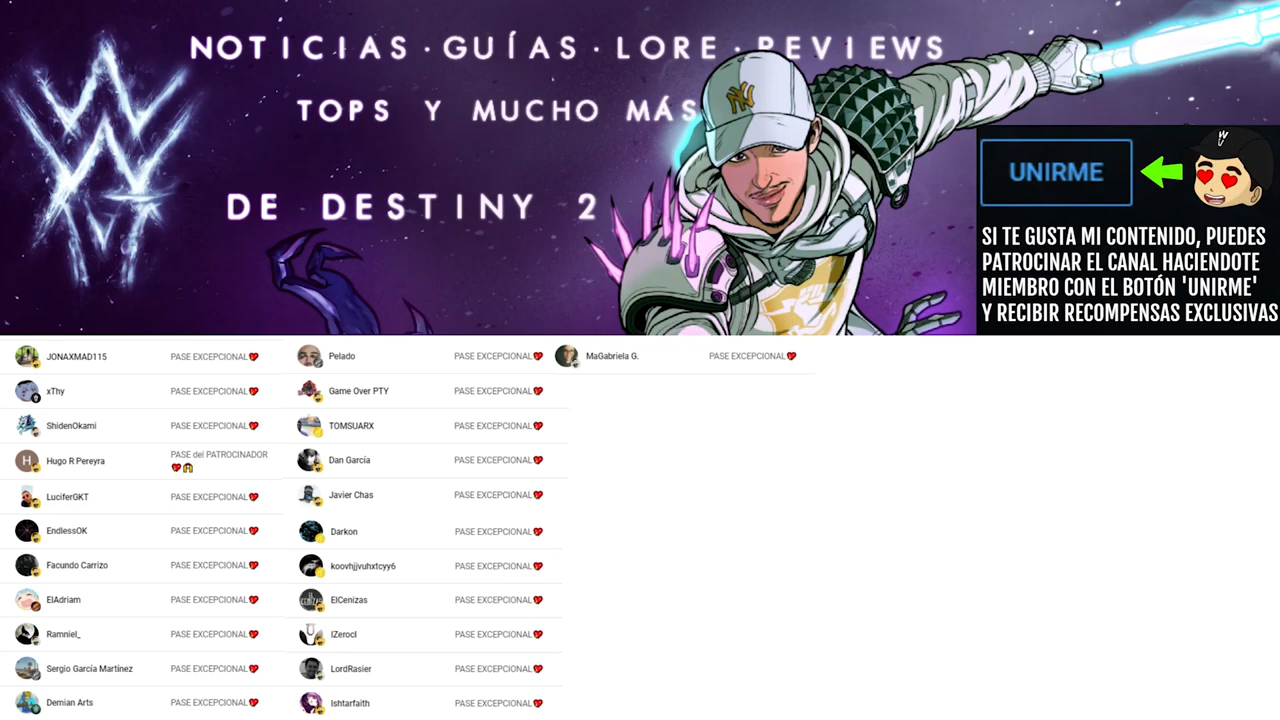 NOTICIAS · GUÍAS · LORE · REVIEWS
TOPS Y MUCHO MÁS
DE DESTINY 2
UNIRME
SI TE GUSTA MI CONTENIDO, PUEDES
PATROCINAR EL CANAL HACIENDOTE
MIEMBRO CON EL BOTÓN 'UNIRME'
Y RECIBIR RECOMPENSAS EXCLUSIVAS
JONAXMAD115 PASE EXCEPCIONAL
xThy PASE EXCEPCIONAL
ShidenOkami PASE EXCEPCIONAL
H Hugo R Pereyra PASE del PATROCINADOR
LuciferGKT PASE EXCEPCIONAL
EndlessOK PASE EXCEPCIONAL
Facundo Carrizo PASE EXCEPCIONAL
ElAdriam PASE EXCEPCIONAL
Ramniel_ PASE EXCEPCIONAL
Sergio García Martínez PASE EXCEPCIONAL
Demian Arts PASE EXCEPCIONAL
Pelado PASE EXCEPCIONAL
Game Over PTY PASE EXCEPCIONAL
TOMSUARX PASE EXCEPCIONAL
Dan García PASE EXCEPCIONAL
Javier Chas PASE EXCEPCIONAL
Darkon PASE EXCEPCIONAL
koovhjjvuhxtcyy6 PASE EXCEPCIONAL
ElCenizas PASE EXCEPCIONAL
IZerocI PASE EXCEPCIONAL
LordRasier PASE EXCEPCIONAL
Ishtarfaith PASE EXCEPCIONAL
MaGabriela G. PASE EXCEPCIONAL